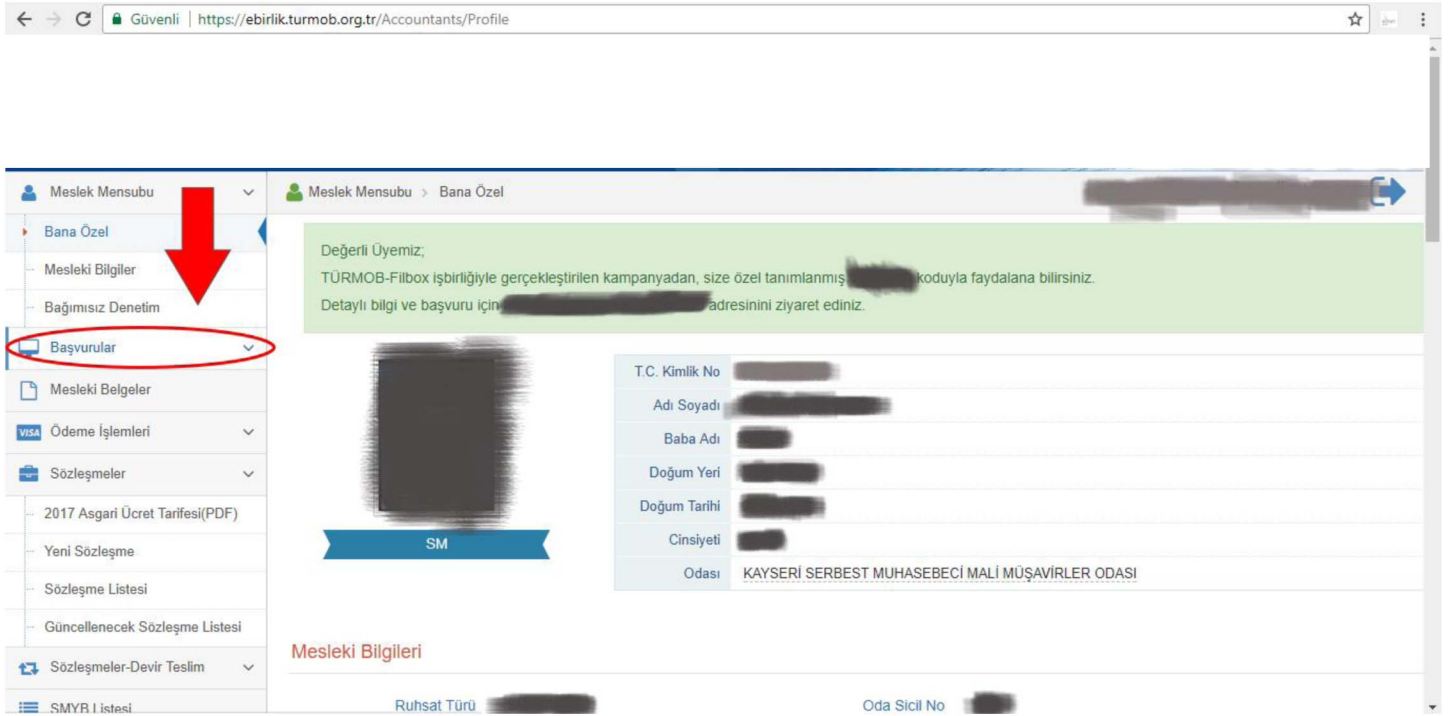 Güvenli | https://ebirlik.turmob.org.tr/Accountants/Profile
Meslek Mensubu
Bana Özel
Mesleki Bilgiler
Bağımısız Denetim
Başvurular
Mesleki Belgeler
VISA Ödeme İşlemleri
Sözleşmeler
2017 Asgari Ücret Tarifesi(PDF)
Yeni Sözleşme
Sözleşme Listesi
Güncellenecek Sözleşme Listesi
Sözleşmeler-Devir Teslim
SMYB Listesi
Meslek Mensubu > Bana Özel
Değerli Üyemiz;
TÜRMOB-Filbox işbirliğiyle gerçekleştirilen kampanyadan, size özel tanımlanmış koduyla faydalana bilirsiniz.
Detaylı bilgi ve başvuru için adresinini ziyaret ediniz.
SM
T.C. Kimlik No
Adı Soyadı
Baba Adı
Doğum Yeri
Doğum Tarihi
Cinsiyeti
Odası KAYSERİ SERBEST MUHASEBECİ MALİ MÜŞAVİRLER ODASI
Mesleki Bilgileri
Ruhsat Türü
Oda Sicil No